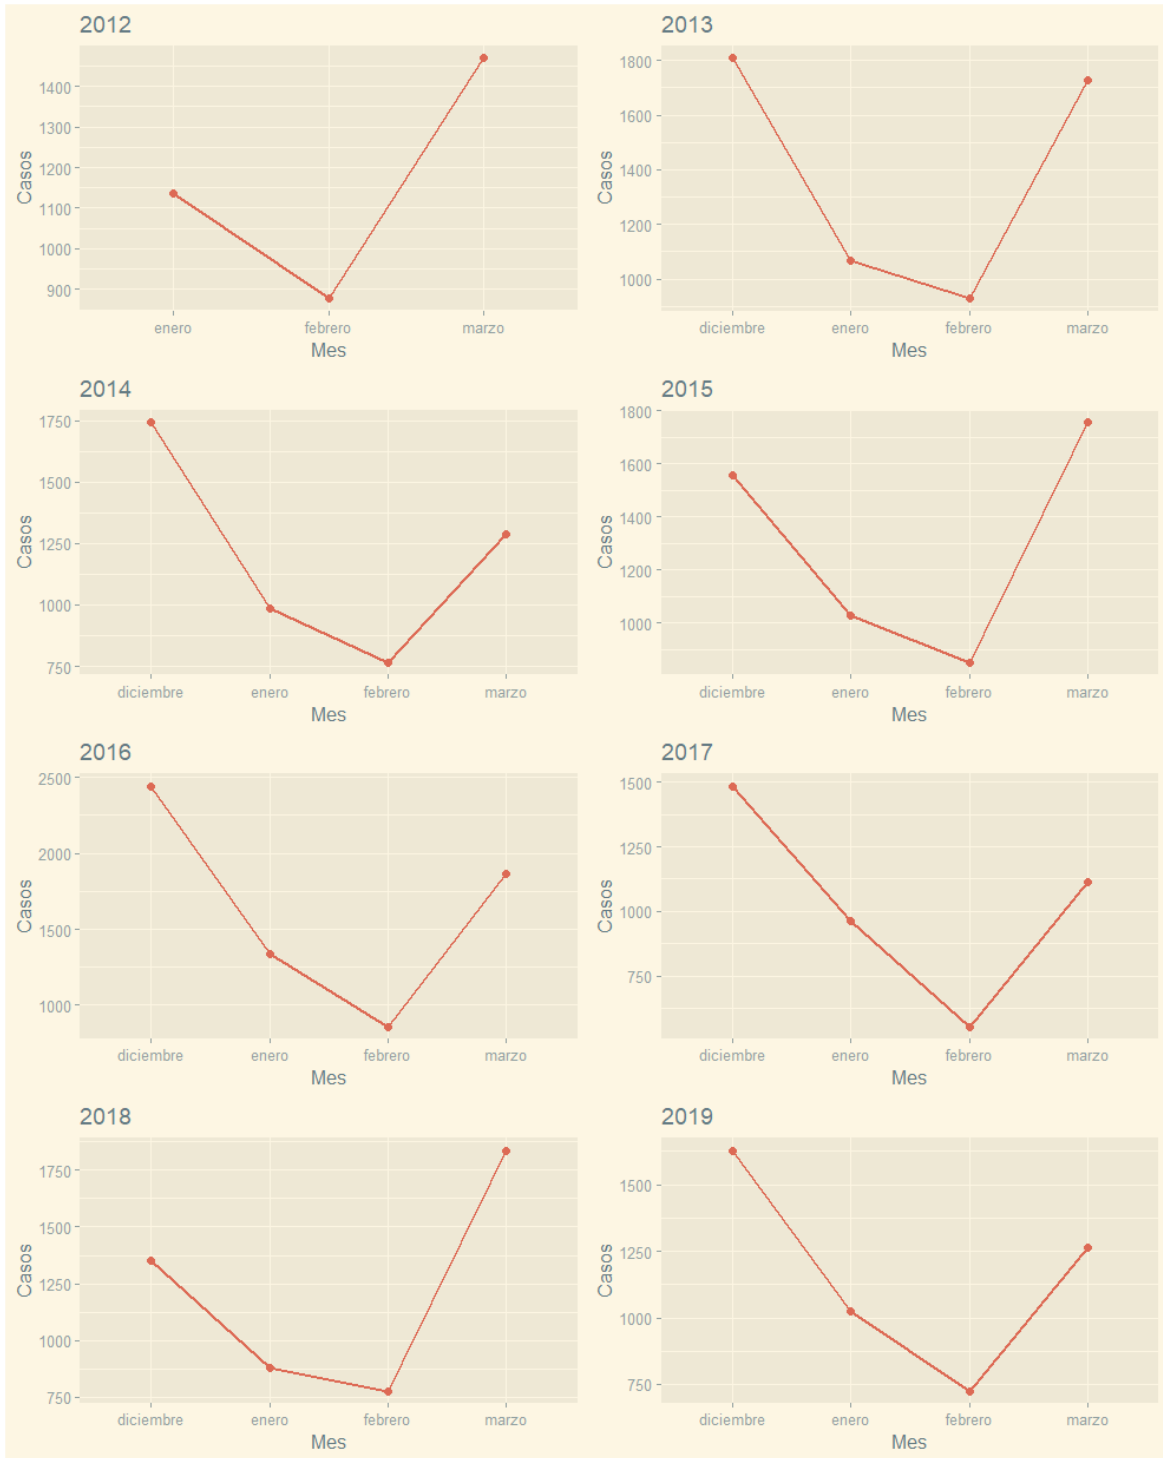 2012
1400
1300
1200
1100
1000
900
Casos
enero febrero marzo
Mes
2013
1800
1600
1400
1200
1000
Casos
diciembre enero febrero marzo
Mes
2014
1750
1500
1250
1000
750
Casos
diciembre enero febrero marzo
Mes
2015
1800
1600
1400
1200
1000
Casos
diciembre enero febrero marzo
Mes
2016
2500
2000
1500
1000
Casos
diciembre enero febrero marzo
Mes
2017
1500
1250
1000
750
Casos
diciembre enero febrero marzo
Mes
2018
1750
1500
1250
1000
750
Casos
diciembre enero febrero marzo
Mes
2019
1500
1250
1000
750
Casos
diciembre enero febrero marzo
Mes